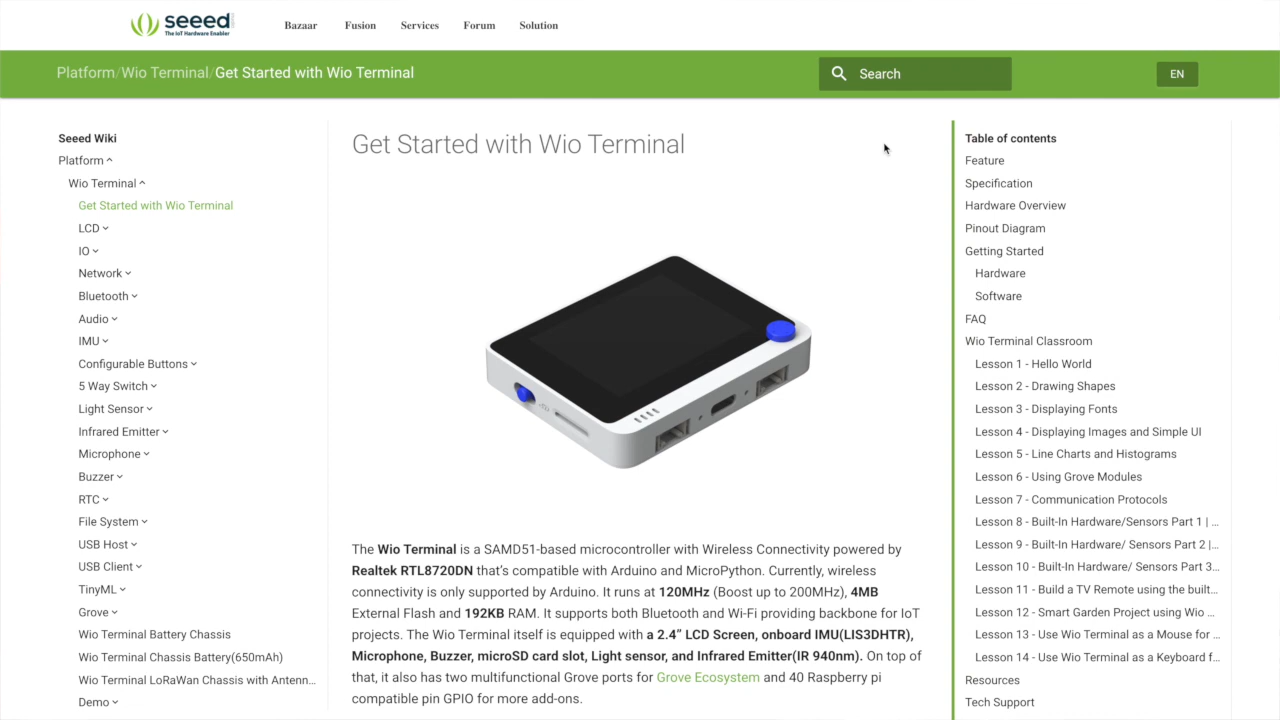 seeed
The IoT Hardware Enabler
Bazaar
Fusion
Services
Forum
Solution
Platform/Wio Terminal/Get Started with Wio Terminal
Search
EN
Seeed Wiki
Platform
Wio Terminal
Get Started with Wio Terminal
LCD
IO
Network
Bluetooth
Audio
IMU
Configurable Buttons
5 Way Switch
Light Sensor
Infrared Emitter
Microphone
Buzzer
RTC
File System
USB Host
USB Client
TinyML
Grove
Wio Terminal Battery Chassis
Wio Terminal Chassis Battery(650mAh)
Wio Terminal LoRaWan Chassis with Antenn...
Demo
Get Started with Wio Terminal
The Wio Terminal is a SAMD51-based microcontroller with Wireless Connectivity powered by
Realtek RTL8720DN that’s compatible with Arduino and MicroPython. Currently, wireless
connectivity is only supported by Arduino. It runs at 120MHz (Boost up to 200MHz), 4MB
External Flash and 192KB RAM. It supports both Bluetooth and Wi-Fi providing backbone for IoT
projects. The Wio Terminal itself is equipped with a 2.4” LCD Screen, onboard IMU(LIS3DHTR),
Microphone, Buzzer, microSD card slot, Light sensor, and Infrared Emitter(IR 940nm). On top of
that, it also has two multifunctional Grove ports for Grove Ecosystem and 40 Raspberry pi
compatible pin GPIO for more add-ons.
Table of contents
Feature
Specification
Hardware Overview
Pinout Diagram
Getting Started
Hardware
Software
FAQ
Wio Terminal Classroom
Lesson 1 - Hello World
Lesson 2 - Drawing Shapes
Lesson 3 - Displaying Fonts
Lesson 4 - Displaying Images and Simple UI
Lesson 5 - Line Charts and Histograms
Lesson 6 - Using Grove Modules
Lesson 7 - Communication Protocols
Lesson 8 - Built-In Hardware/Sensors Part 1 | ...
Lesson 9 - Built-In Hardware/ Sensors Part 2 |...
Lesson 10 - Built-In Hardware/ Sensors Part 3...
Lesson 11 - Build a TV Remote using the built...
Lesson 12 - Smart Garden Project using Wio ...
Lesson 13 - Use Wio Terminal as a Mouse for ...
Lesson 14 - Use Wio Terminal as a Keyboard f...
Resources
Tech Support